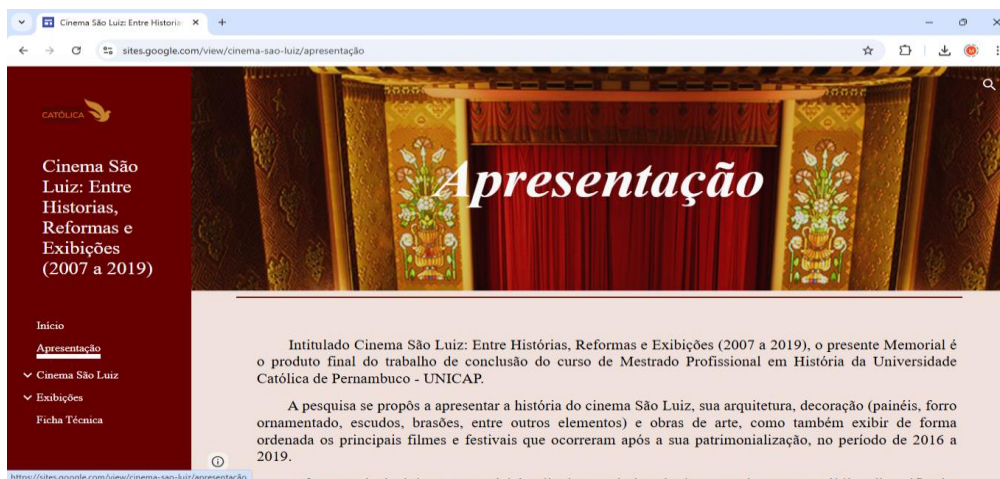 Cinema São Luiz: Entre Historia
sites.google.com/view/cinema-sao-luiz/apresentação
CATÓLICA
Cinema São
Luiz: Entre
Historias,
Reformas e
Exibições
(2007 a 2019)
Início
Apresentação
Cinema São Luiz
Exibições
Ficha Técnica
Apresentação
Intitulado Cinema São Luiz: Entre Histórias, Reformas e Exibições (2007 a 2019), o presente Memorial é
o produto final do trabalho de conclusão do curso de Mestrado Profissional em História da Universidade
Católica de Pernambuco - UNICAP.
A pesquisa se propôs a apresentar a história do cinema São Luiz, sua arquitetura, decoração (painéis, forro
ornamentado, escudos, brasões, entre outros elementos) e obras de arte, como também exibir de forma
ordenada os principais filmes e festivais que ocorreram após a sua patrimonialização, no período de 2016 a
2019.
https://sites.google.com/view/cinema-sao-luiz/apresentação